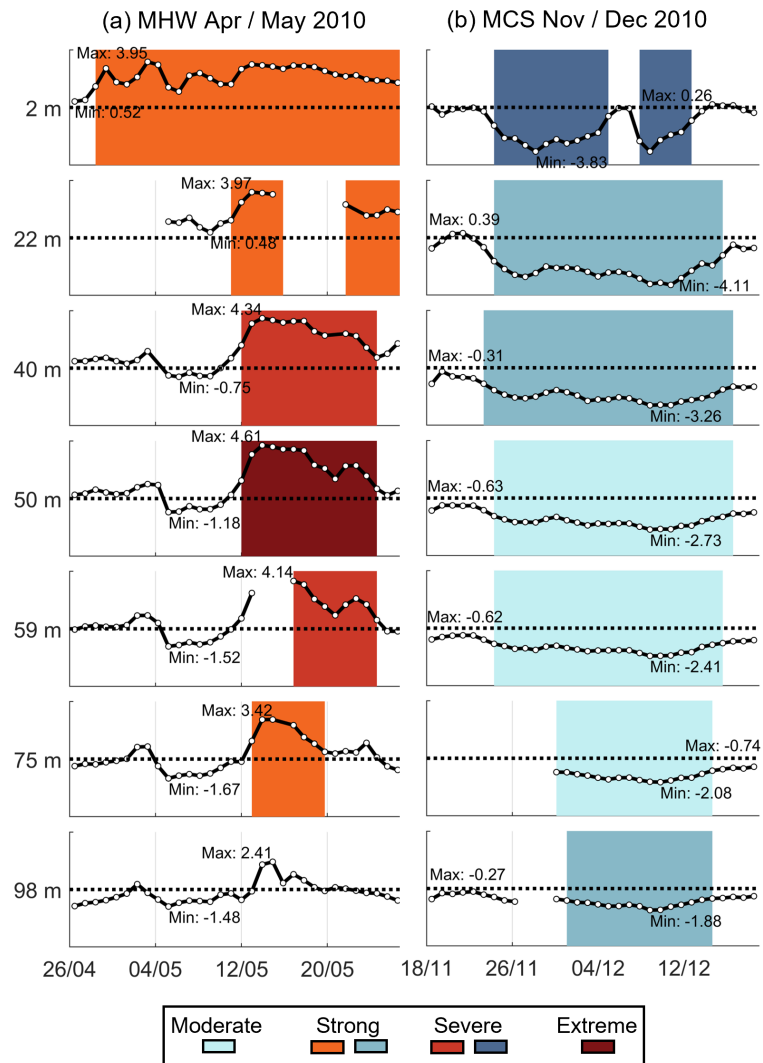 (a) MHW Apr / May 2010
(b) MCS Nov / Dec 2010
2 m
Max: 3.95
Min: 0.52
Max: 0.26
Min: -3.83
22 m
Max: 3.97
Min: 0.48
Max: 0.39
Min: -4.11
40 m
Max: 4.34
Min: -0.75
Max: -0.31
Min: -3.26
50 m
Max: 4.61
Min: -1.18
Max: -0.63
Min: -2.73
59 m
Max: 4.14
Min: -1.52
Max: -0.62
Min: -2.41
75 m
Max: 3.42
Min: -1.67
Max: -0.74
Min: -2.08
98 m
Max: 2.41
Min: -1.48
Max: -0.27
Min: -1.88
26/04 04/05 12/05 20/05
18/11 26/11 04/12 12/12
Moderate Strong Severe Extreme